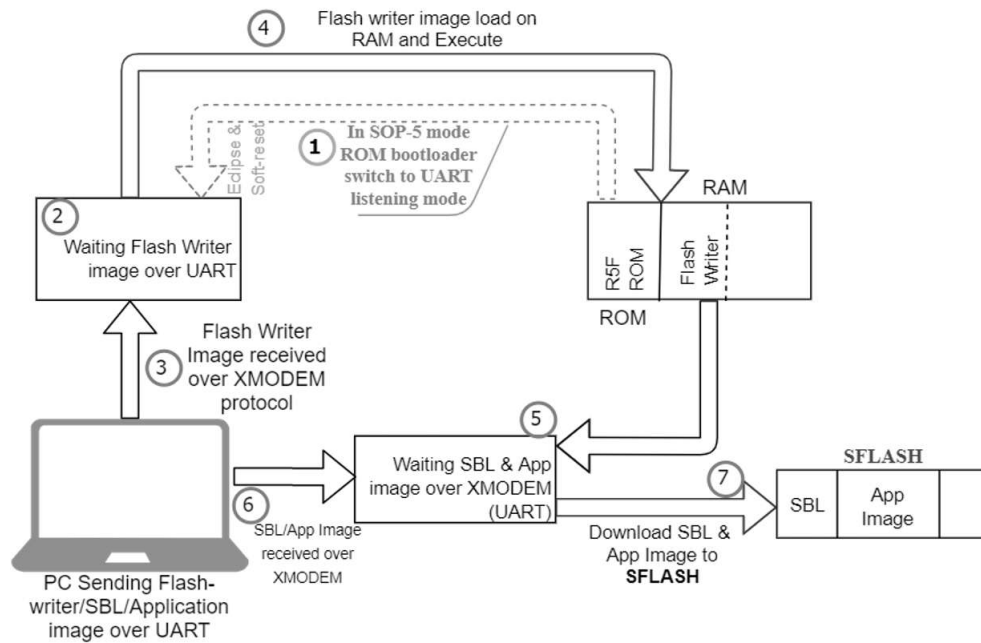 4
Flash writer image load on
RAM and Execute
1
In SOP-5 mode
ROM bootloader
switch to UART
listening mode
Eclipse &
Soft-reset
2
Waiting Flash Writer
image over UART
RAM
R5F
ROM
Flash
Writer
ROM
3
Flash Writer
Image received
over XMODEM
protocol
5
Waiting SBL & App
image over XMODEM
(UART)
6
SBL/App Image
received over
XMODEM
7
Download SBL &
App Image to
SFLASH
SFLASH
SBL
App
Image
PC Sending Flash-
writer/SBL/Application
image over UART